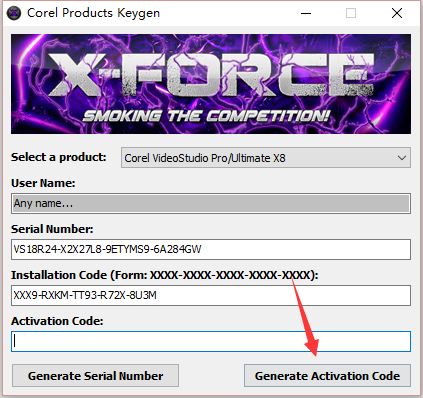 Corel Products Keygen
X-FORCE
SMOKING THE COMPETITION!
Select a product: Corel VideoStudio Pro/Ultimate X8
User Name:
Any name...
Serial Number:
VS18R24-X2X27L8-9ETYMS9-6A284GW
Installation Code (Form: XXXX-XXXX-XXXX-XXXX-XXXX):
XXX9-RXKM-TT93-R72X-8U3M
Activation Code:
Generate Serial Number Generate Activation Code